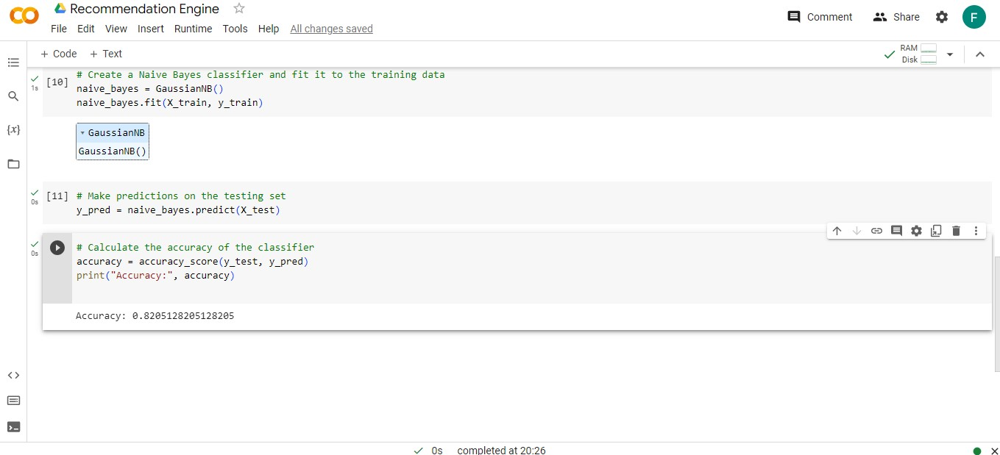 Recommendation Engine
File Edit View Insert Runtime Tools Help All changes saved
Comment Share F
+ Code + Text
RAM
Disk
1s
[10] # Create a Naive Bayes classifier and fit it to the training data
naive_bayes = GaussianNB()
naive_bayes.fit(X_train, y_train)
GaussianNB
GaussianNB()
{x}
0s
[11] # Make predictions on the testing set
y_pred = naive_bayes.predict(X_test)
0s
# Calculate the accuracy of the classifier
accuracy = accuracy_score(y_test, y_pred)
print("Accuracy:", accuracy)
Accuracy: 0.8205128205128205
0s completed at 20:26